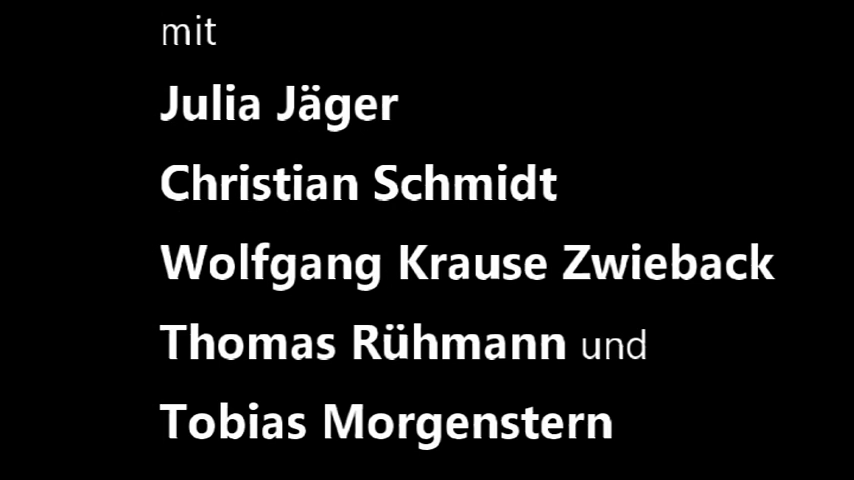 mit
Julia Jäger
Christian Schmidt
Wolfgang Krause Zwieback
Thomas Rühmann und
Tobias Morgenstern